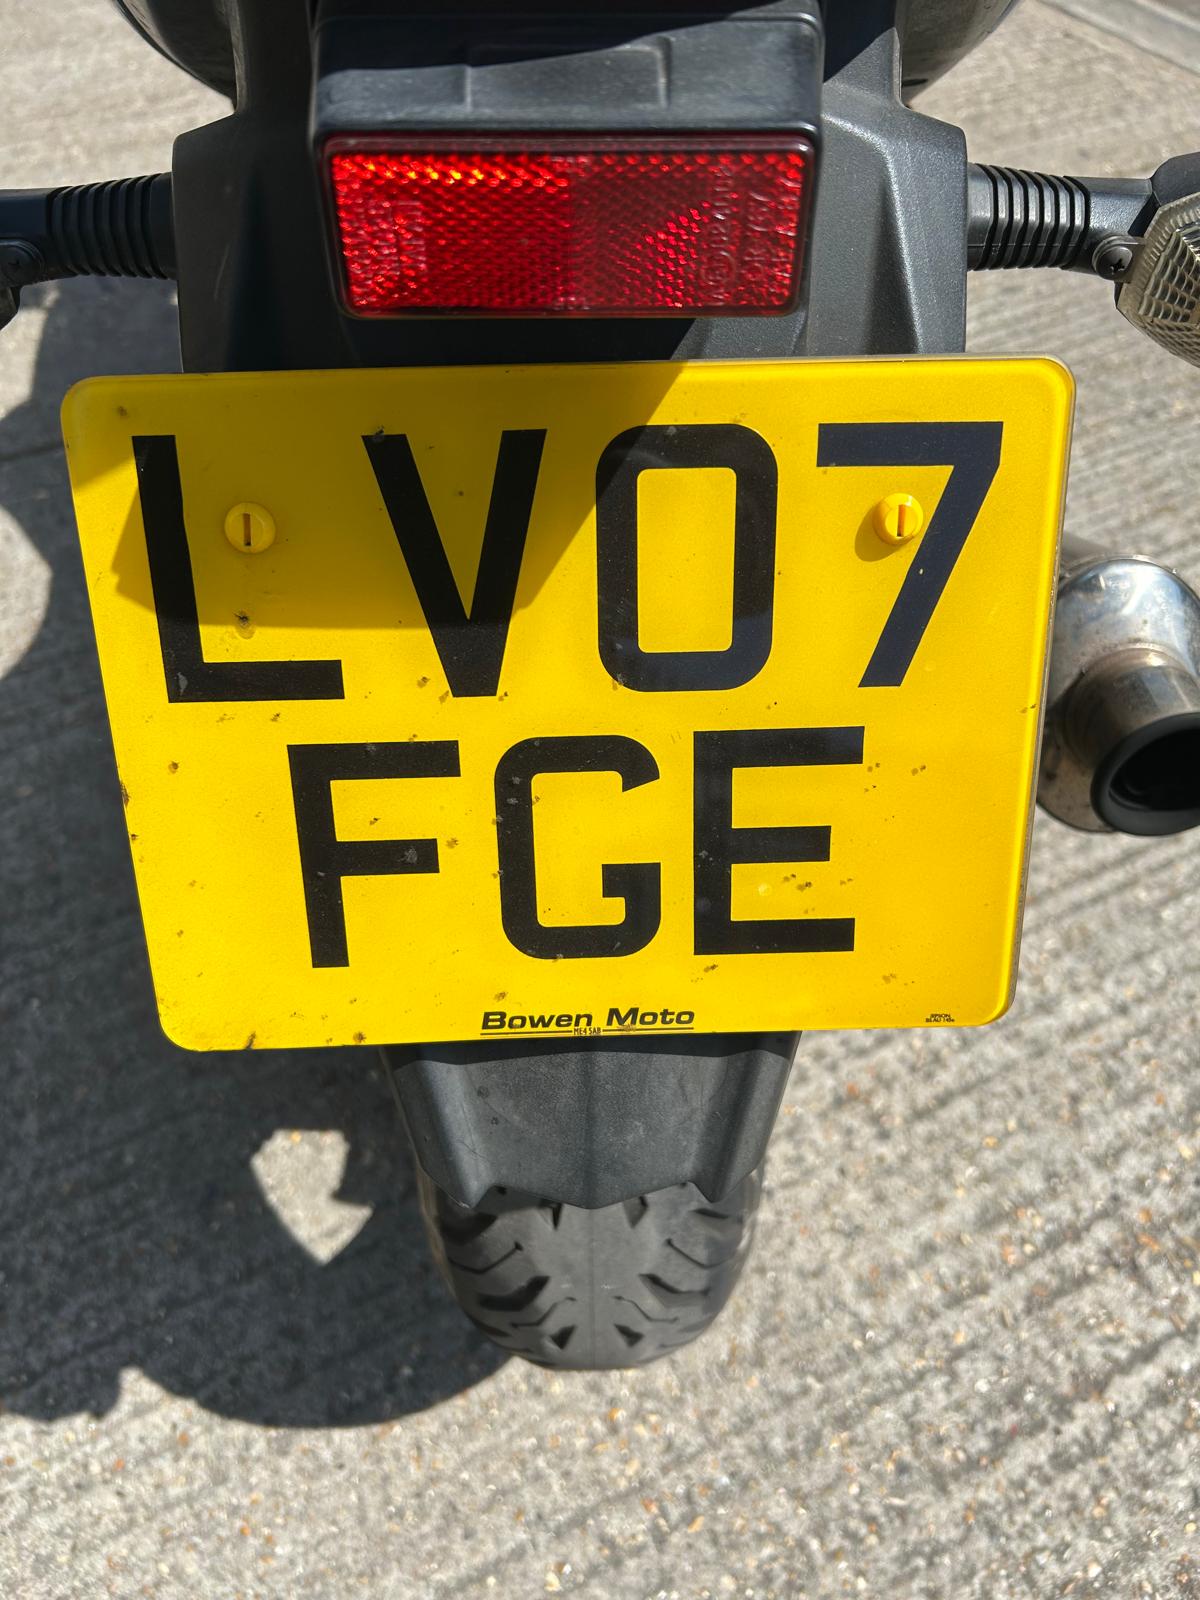 LV07
FGE
Bowen Moto
ME4 5AB